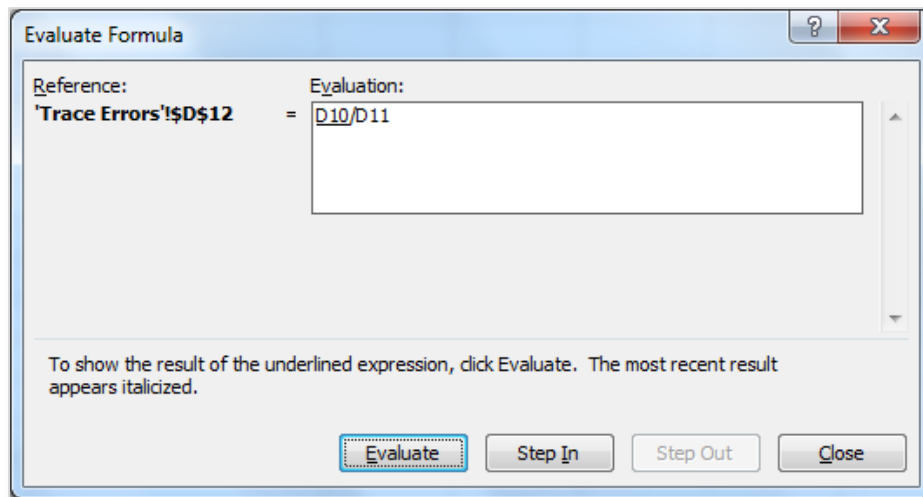 Evaluate Formula
Reference:
Evaluation:
'Trace Errors'!$D$12 = D10/D11
To show the result of the underlined expression, click Evaluate.  The most recent result
appears italicized.
Evaluate
Step In
Step Out
Close